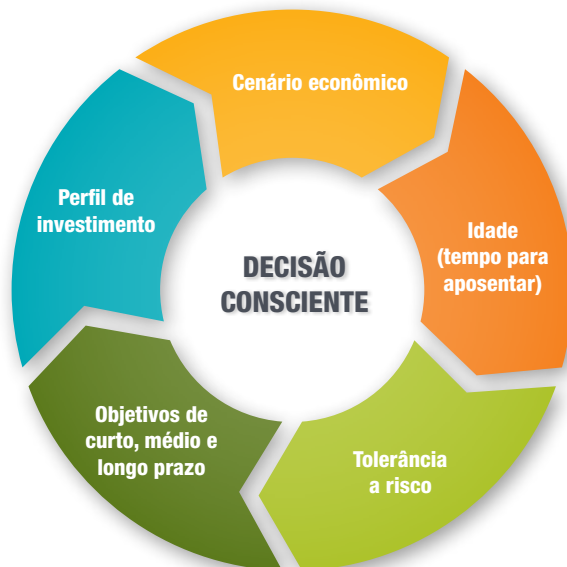 Cenário econômico
Idade
(tempo para
aposentar)
Tolerância
a risco
Objetivos de
curto, médio e
longo prazo
Perfil de
investimento
DECISÃO
CONSCIENTE